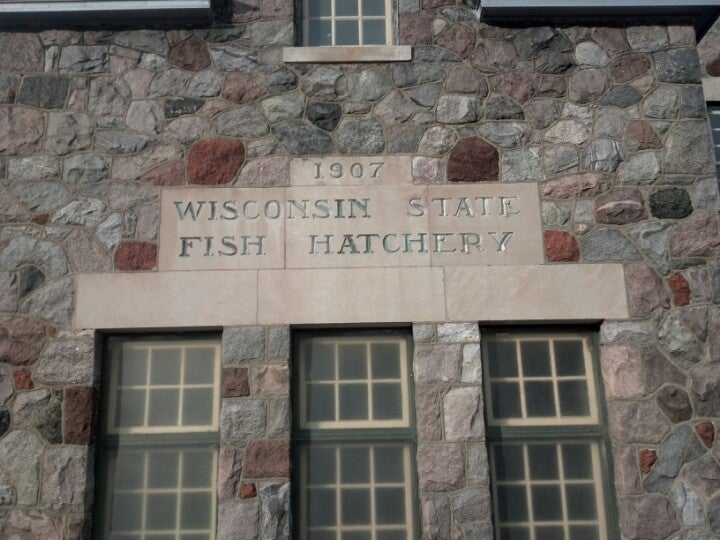 1907
WISCONSIN STATE
FISH HATCHERY